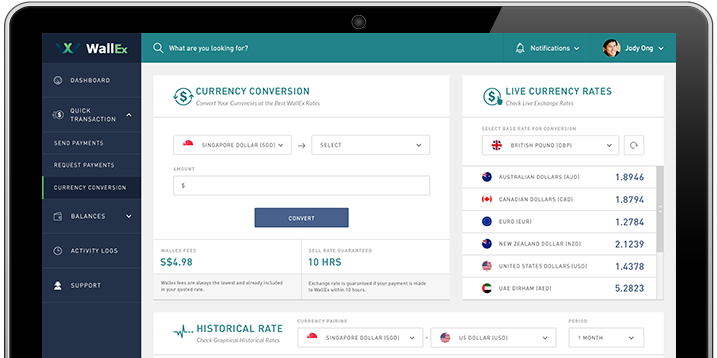 WallEx
What are you looking for?
Notifications
Jody Ong
DASHBOARD
QUICK
TRANSACTION
SEND PAYMENTS
REQUEST PAYMENTS
CURRENCY CONVERSION
BALANCES
ACTIVITY LOGS
SUPPORT
CURRENCY CONVERSION
Convert Your Currencies at the Best WallEx Rates
SINGAPORE DOLLAR (SGD)
SELECT
AMOUNT
$
CONVERT
WALLEX FEES
S$4.98
Wallex fees are always the lowest and already included
in your quoted rate.
SELL RATE GUARANTEED
10 HRS
Exchange rate is guaranteed if your payment is made
to WallEx within 10 hours.
LIVE CURRENCY RATES
Check Live Exchange Rates
SELECT BASE RATE FOR CONVERSION
BRITISH POUND (GBP)
AUSTRALIAN DOLLARS (AUD) 1.8946
CANADIAN DOLLARS (CAD) 1.8794
EURO (EUR) 1.2784
NEW ZEALAND DOLLAR (NZD) 2.1239
UNITED STATES DOLLARS (USD) 1.4378
UAE DIRHAM (AED) 5.2823
HISTORICAL RATE
Check Graphical Historical Rates
CURRENCY PAIRING
SINGAPORE DOLLAR (SGD)
US DOLLAR (USD)
PERIOD
1 MONTH